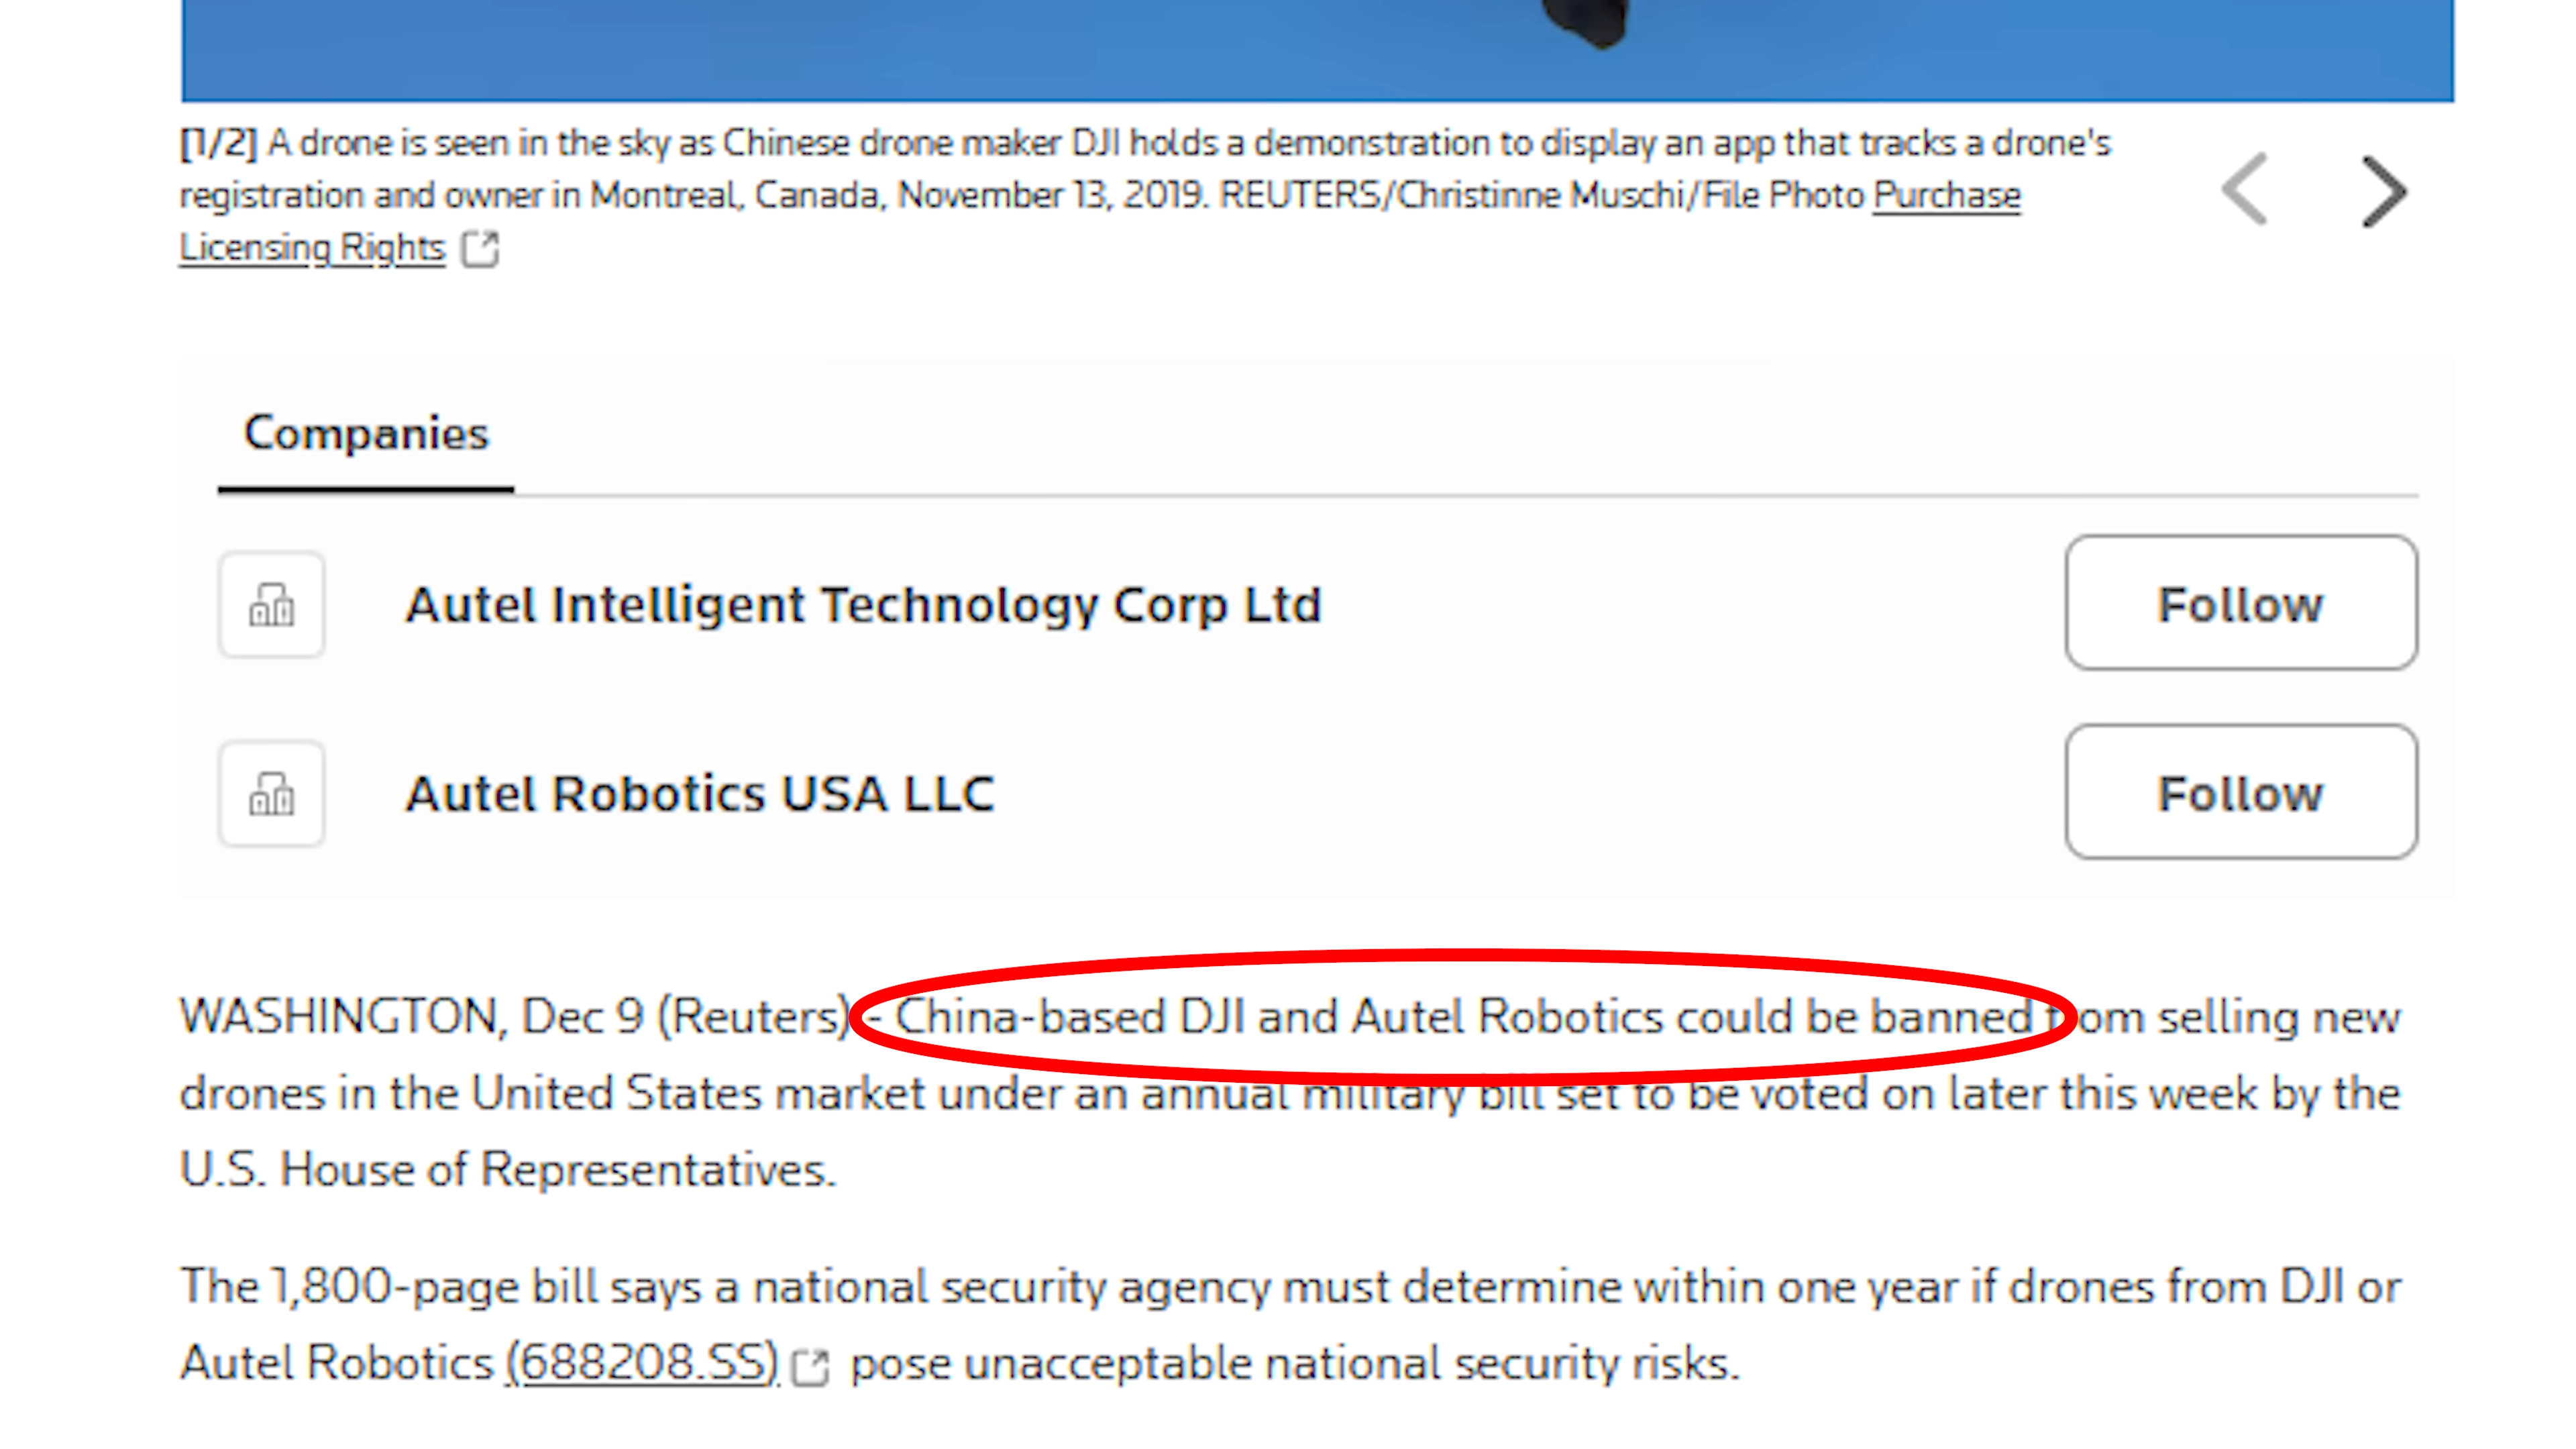 [1/2] A drone is seen in the sky as Chinese drone maker DJI holds a demonstration to display an app that tracks a drone's
registration and owner in Montreal, Canada, November 13, 2019. REUTERS/Christinne Muschi/File Photo Purchase
Licensing Rights
Companies
Autel Intelligent Technology Corp Ltd
Follow
Autel Robotics USA LLC
Follow
WASHINGTON, Dec 9 (Reuters) - China-based DJI and Autel Robotics could be banned from selling new
drones in the United States market under an annual military bill set to be voted on later this week by the
U.S. House of Representatives.
The 1,800-page bill says a national security agency must determine within one year if drones from DJI or
Autel Robotics (688208.SS) pose unacceptable national security risks.